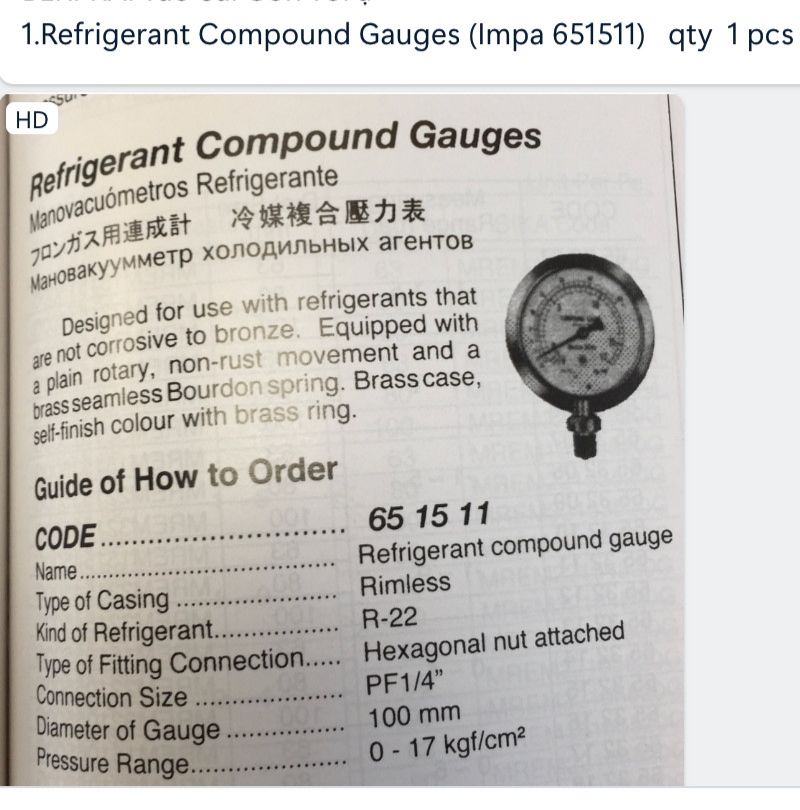 1.Refrigerant Compound Gauges (Impa 651511) qty 1 pcs
HD
Refrigerant Compound Gauges
Manovacuómetros Refrigerante
フロンガス用連成計 冷媒複合壓力表
Мановакуумметр холодильных агентов
Designed for use with refrigerants that
are not corrosive to bronze. Equipped with
a plain rotary, non-rust movement and a
brass seamless Bourdon spring. Brass case,
self-finish colour with brass ring.
Guide of How to Order
CODE .............................. 65 15 11
Name ................................ Refrigerant compound gauge
Type of Casing .................... Rimless
Kind of Refrigerant................ R-22
Type of Fitting Connection..... Hexagonal nut attached
Connection Size ................... PF1/4”
Diameter of Gauge ............... 100 mm
Pressure Range.................... 0 - 17 kgf/cm²